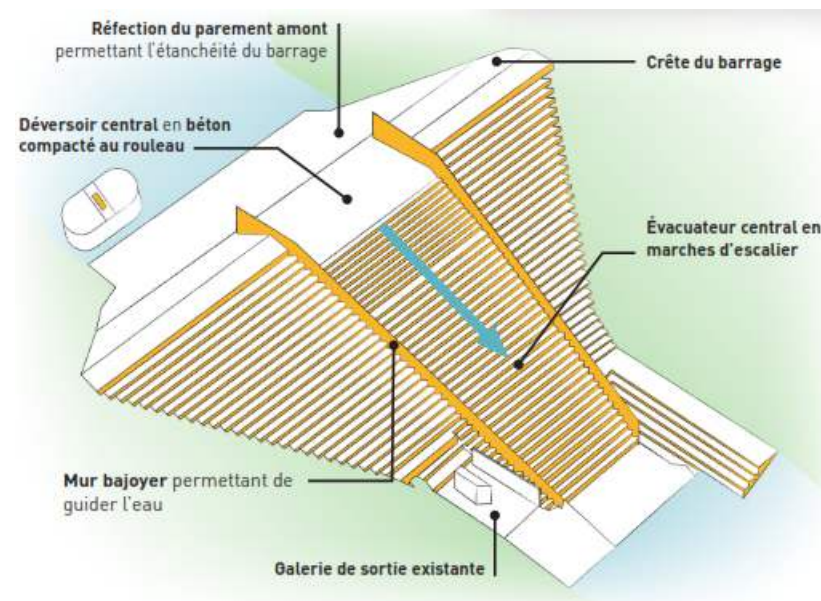 Réfection du parement amont
permettant l'étanchéité du barrage
Crête du barrage
Déversoir central en béton
compacté au rouleau
Évacuateur central en
marches d'escalier
Mur bajoyer permettant de
guider l'eau
Galerie de sortie existante